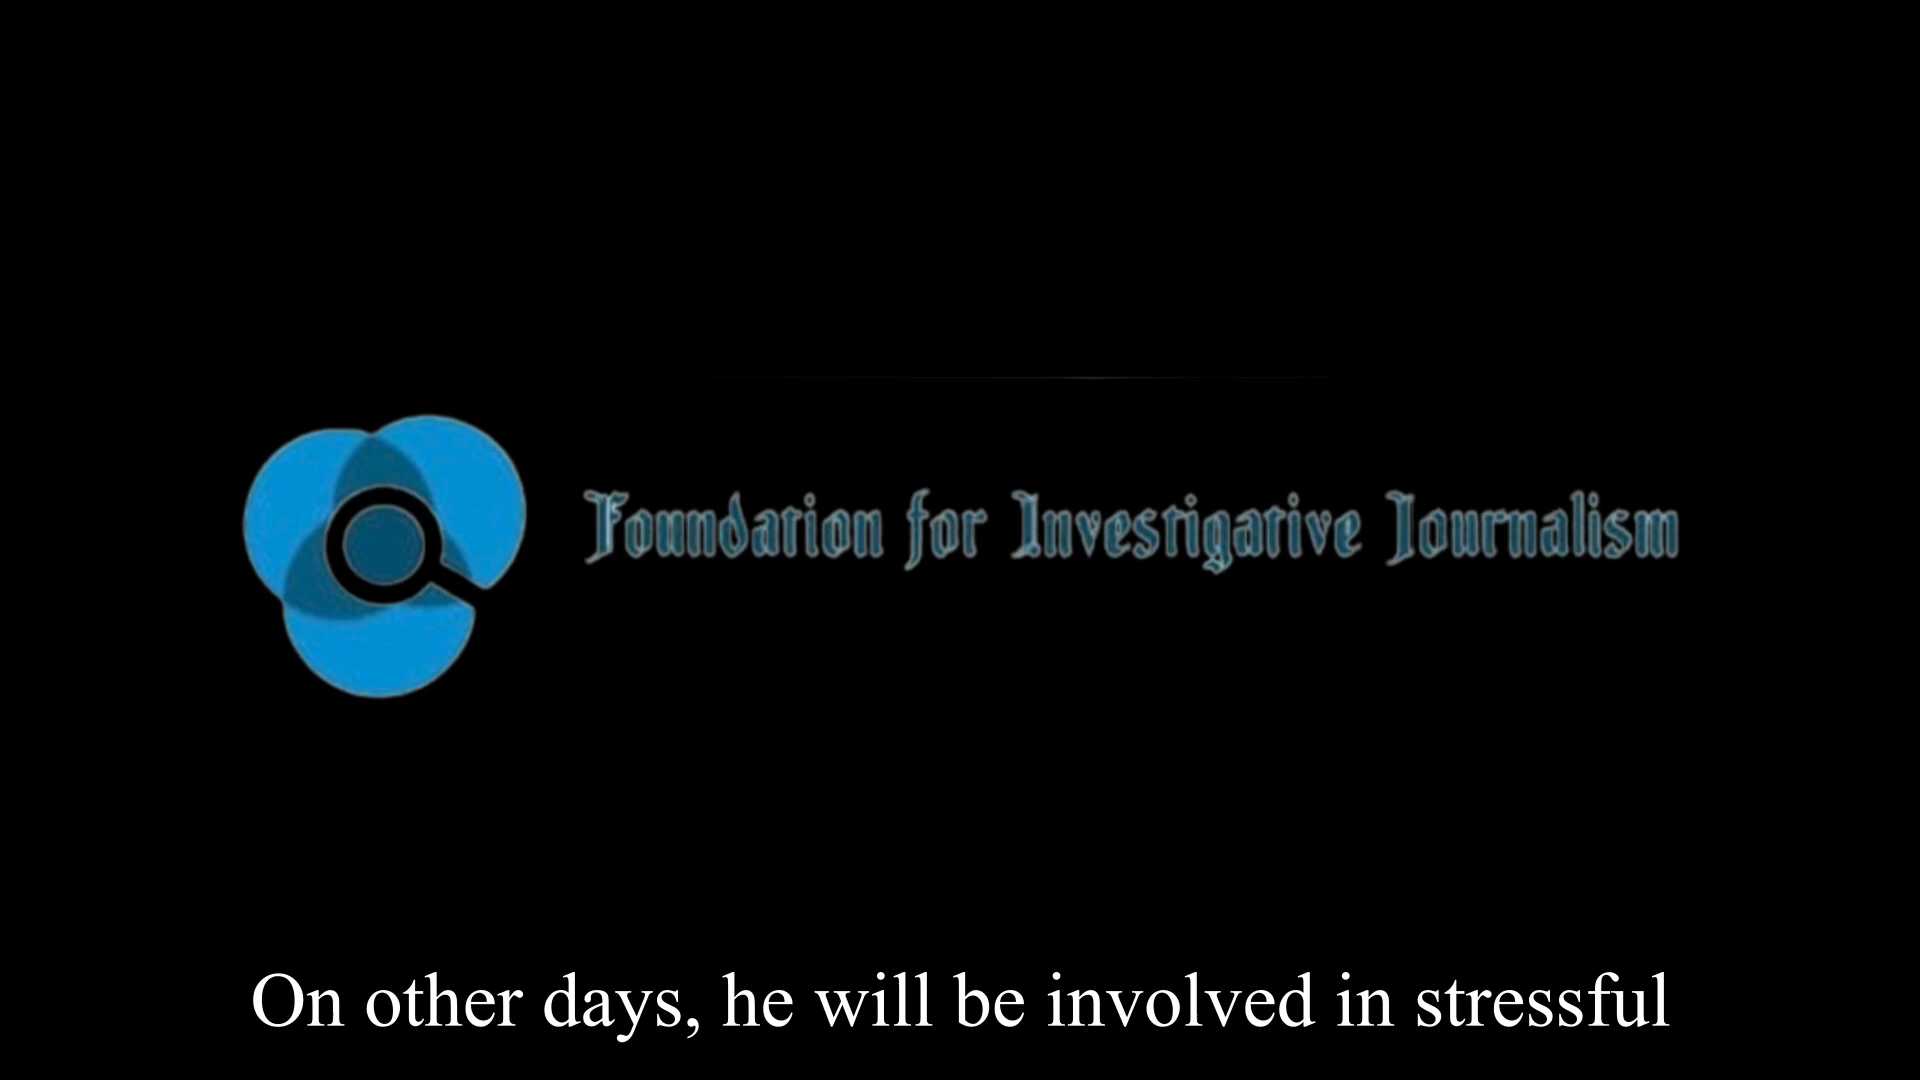 Foundation for Investigative Journalism
On other days, he will be involved in stressful